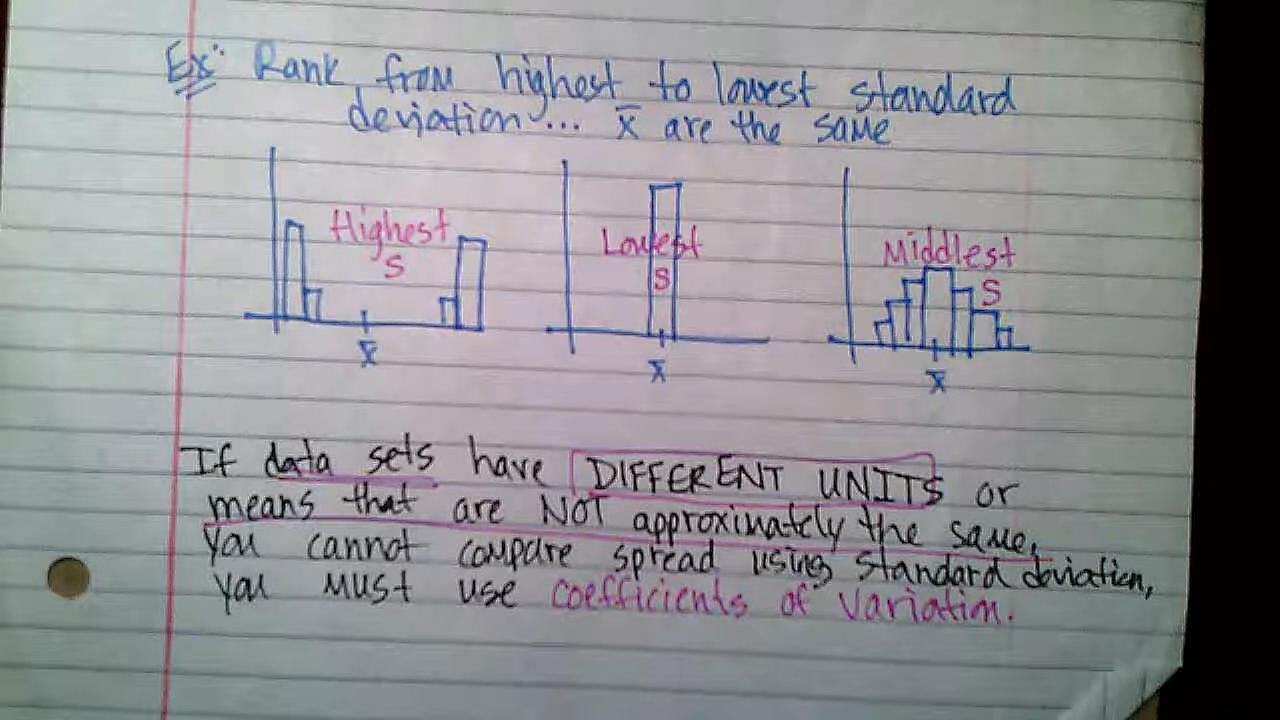 Ex: Rank from highest to lowest standard
deviation... x̄ are the same
Highest
S
Lowest
S
Middlest
S
x̄
x̄
x̄
If data sets have DIFFERENT UNITS or
means that are NOT approximately the same,
you cannot compare spread using standard deviation,
you must use coefficients of variation.